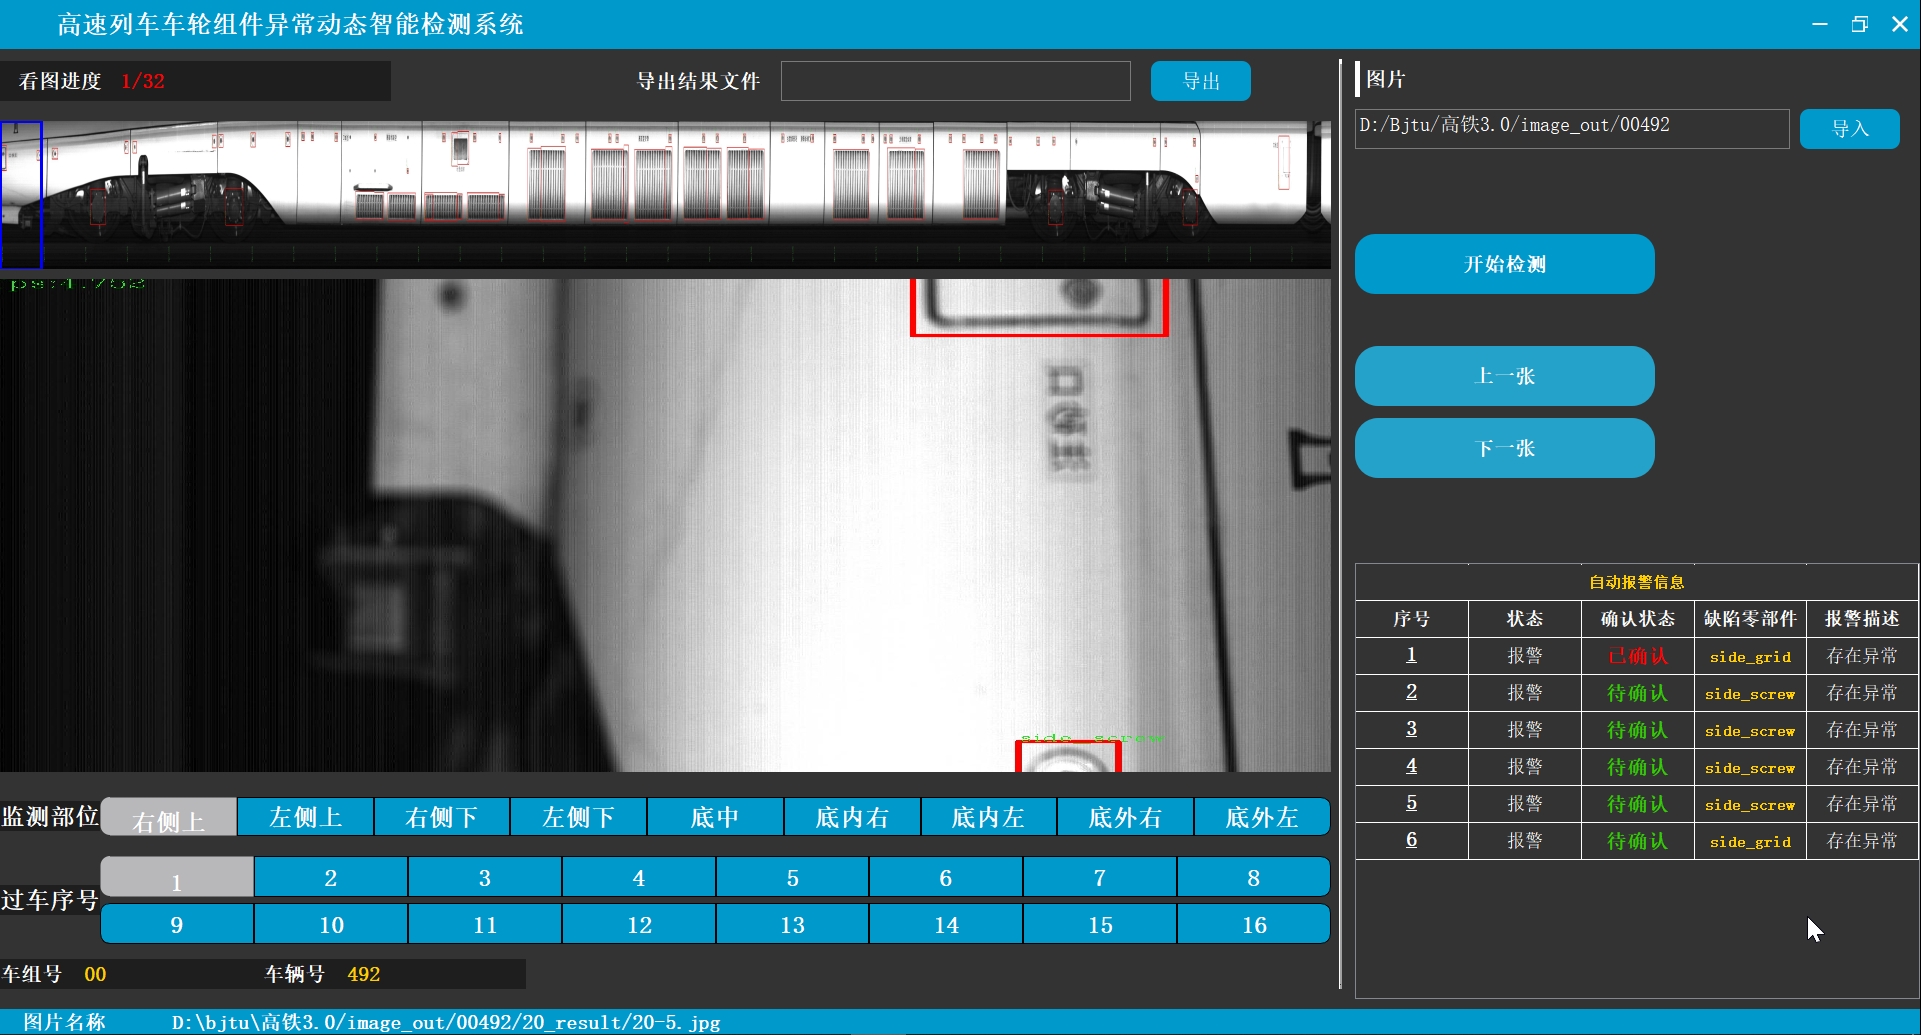 高速列车车轮组件异常动态智能检测系统
看图进度 1/32
导出结果文件 导出
图片
D:/Bjtu/高铁3.0/image_out/00492 导入
开始检测
上一张
下一张
side_screw
自动报警信息
序号 状态 确认状态 缺陷零部件 报警描述
1 报警 已确认 side_grid 存在异常
2 报警 待确认 side_screw 存在异常
3 报警 待确认 side_screw 存在异常
4 报警 待确认 side_screw 存在异常
5 报警 待确认 side_screw 存在异常
6 报警 待确认 side_grid 存在异常
监测部位 右侧上 左侧上 右侧下 左侧下 底中 底内右 底内左 底外右 底外左
过车序号 1 2 3 4 5 6 7 8
9 10 11 12 13 14 15 16
车组号 00 车辆号 492
图片名称 D:\bjtu\高铁3.0/image_out/00492/20_result/20-5.jpg